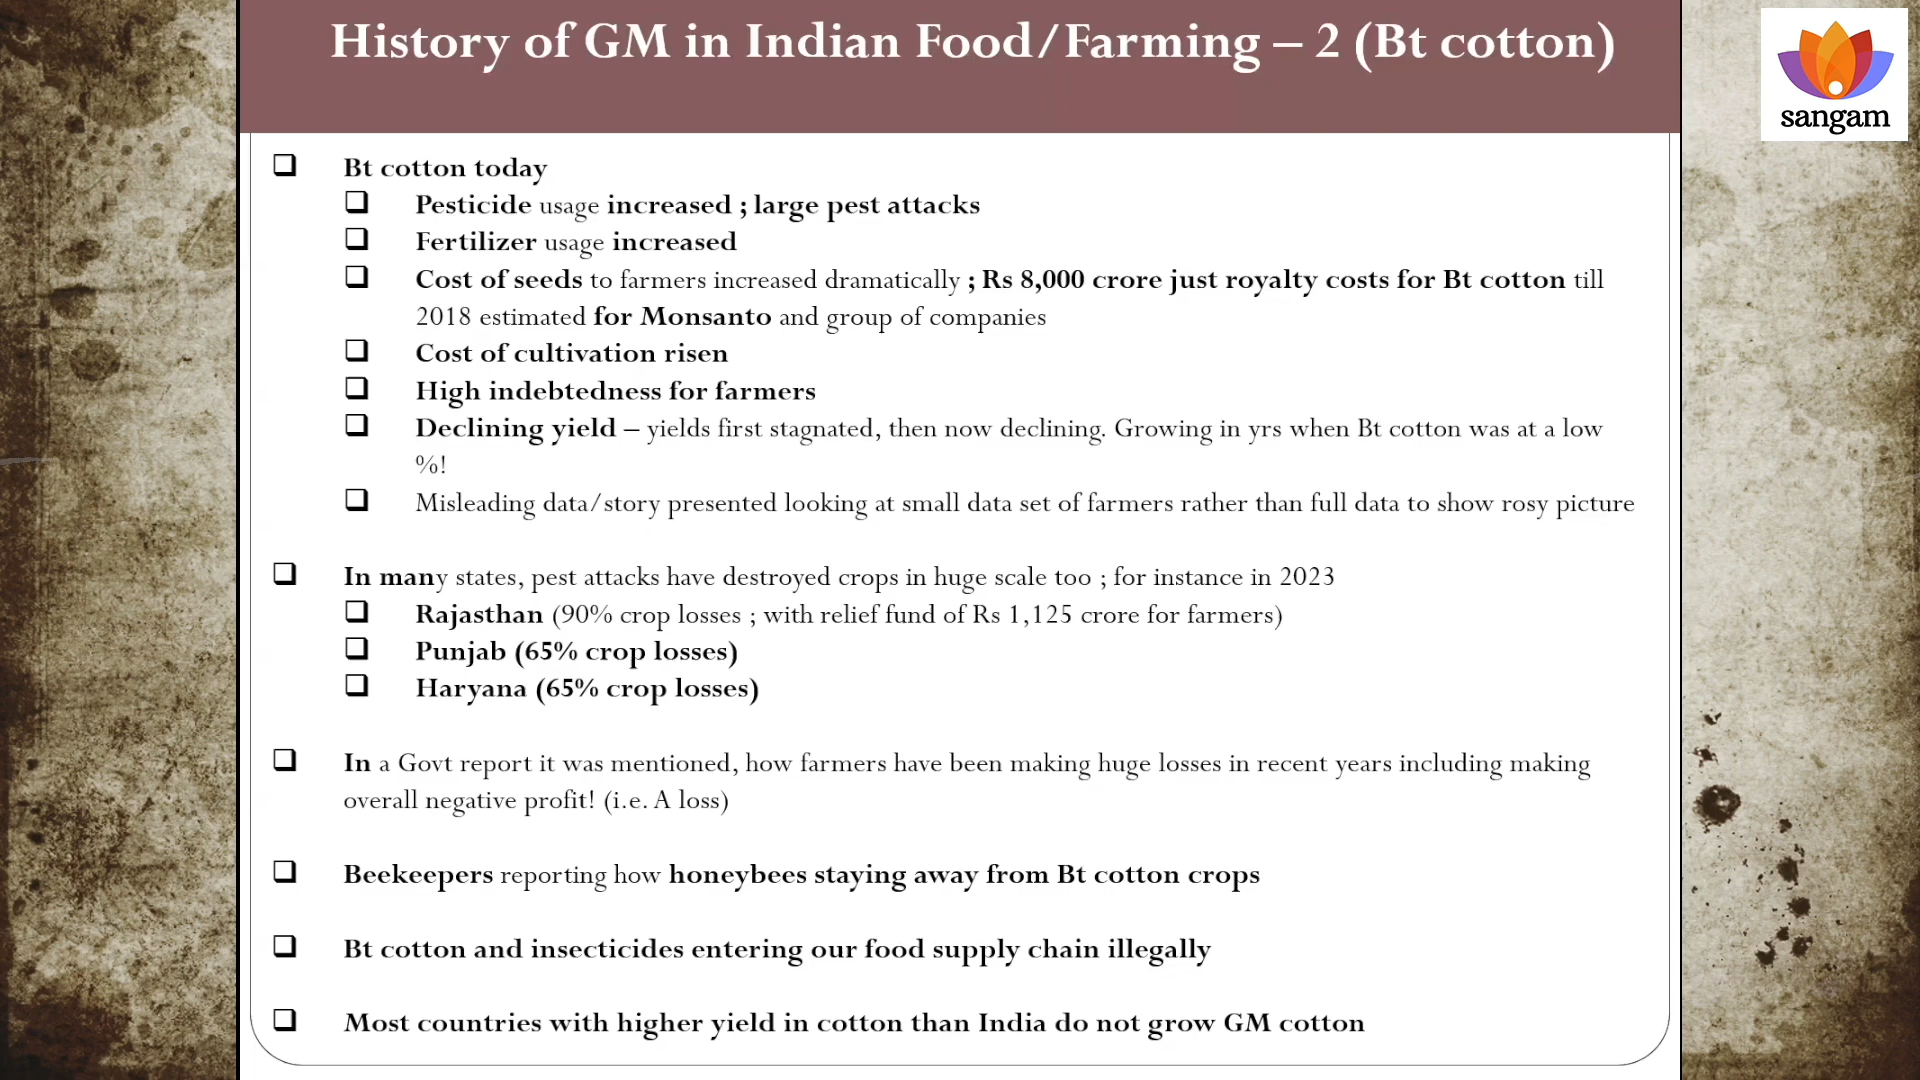 History of GM in Indian Food/Farming – 2 (Bt cotton)
sangam
Bt cotton today
Pesticide usage increased ; large pest attacks
Fertilizer usage increased
Cost of seeds to farmers increased dramatically ; Rs 8,000 crore just royalty costs for Bt cotton till
2018 estimated for Monsanto and group of companies
Cost of cultivation risen
High indebtedness for farmers
Declining yield – yields first stagnated, then now declining. Growing in yrs when Bt cotton was at a low
%!
Misleading data/story presented looking at small data set of farmers rather than full data to show rosy picture
In many states, pest attacks have destroyed crops in huge scale too ; for instance in 2023
Rajasthan (90% crop losses ; with relief fund of Rs 1,125 crore for farmers)
Punjab (65% crop losses)
Haryana (65% crop losses)
In a Govt report it was mentioned, how farmers have been making huge losses in recent years including making
overall negative profit! (i.e. A loss)
Beekeepers reporting how honeybees staying away from Bt cotton crops
Bt cotton and insecticides entering our food supply chain illegally
Most countries with higher yield in cotton than India do not grow GM cotton